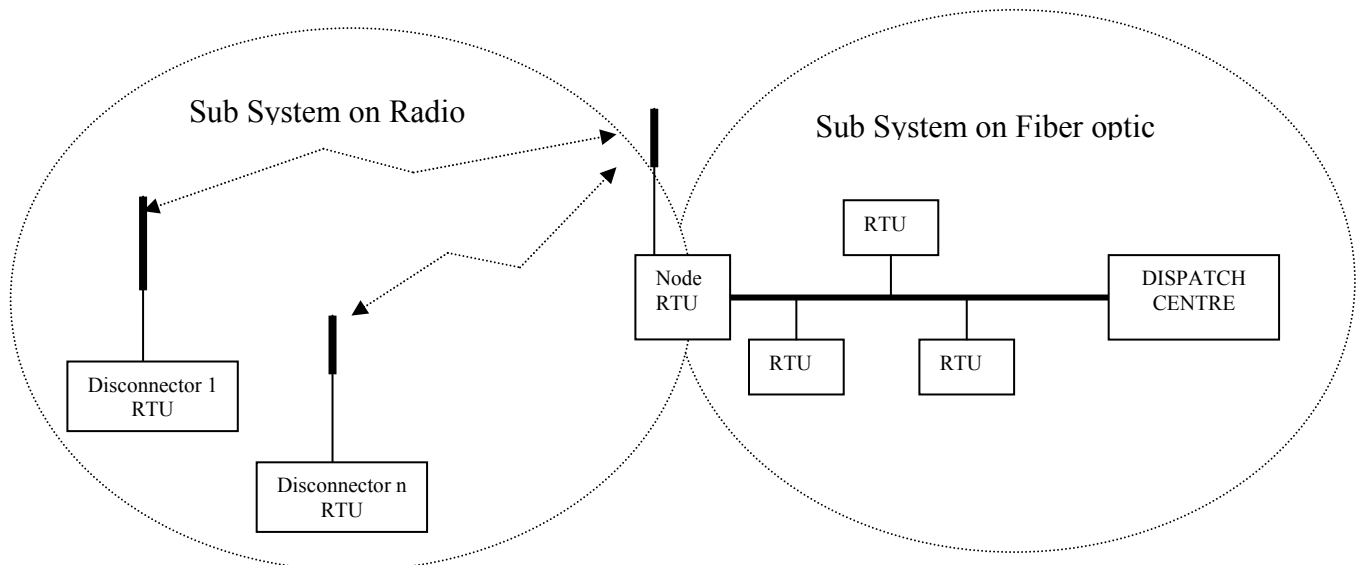 Sub System on Radio
Sub System on Fiber optic
RTU
Node
RTU
DISPATCH
CENTRE
RTU
RTU
Disconnector 1
RTU
Disconnector n
RTU